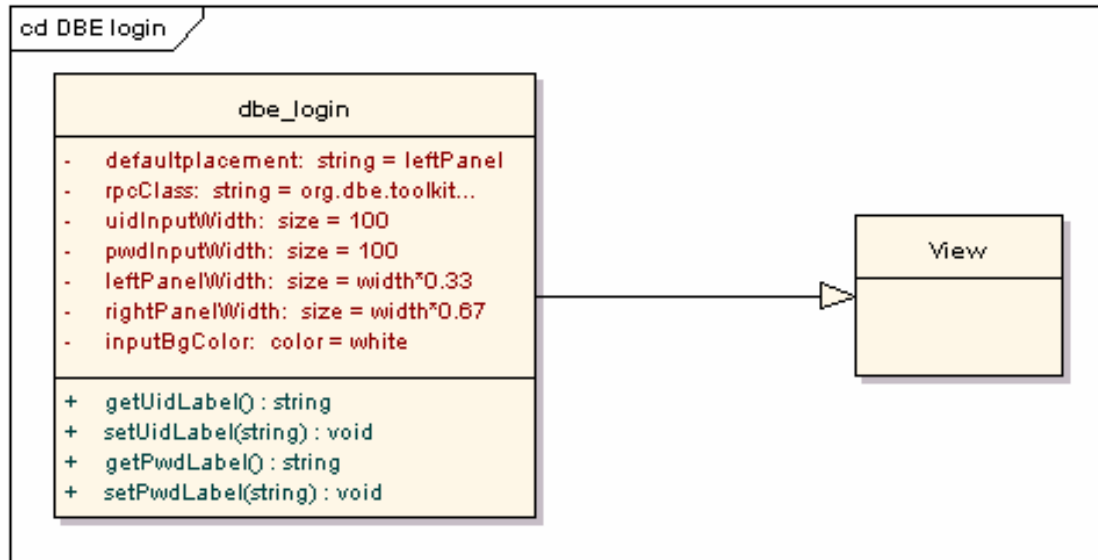 cd DBE login
dbe_login
- defaultplacement: string = leftPanel
- rpcClass: string = org.dbe.toolkit...
- uidInputWidth: size = 100
- pwdInputWidth: size = 100
- leftPanelWidth: size = width*0.33
- rightPanelWidth: size = width*0.67
- inputBgColor: color = white
+ getUidLabel() : string
+ setUidLabel(string) : void
+ getPwdLabel() : string
+ setPwdLabel(string) : void
View